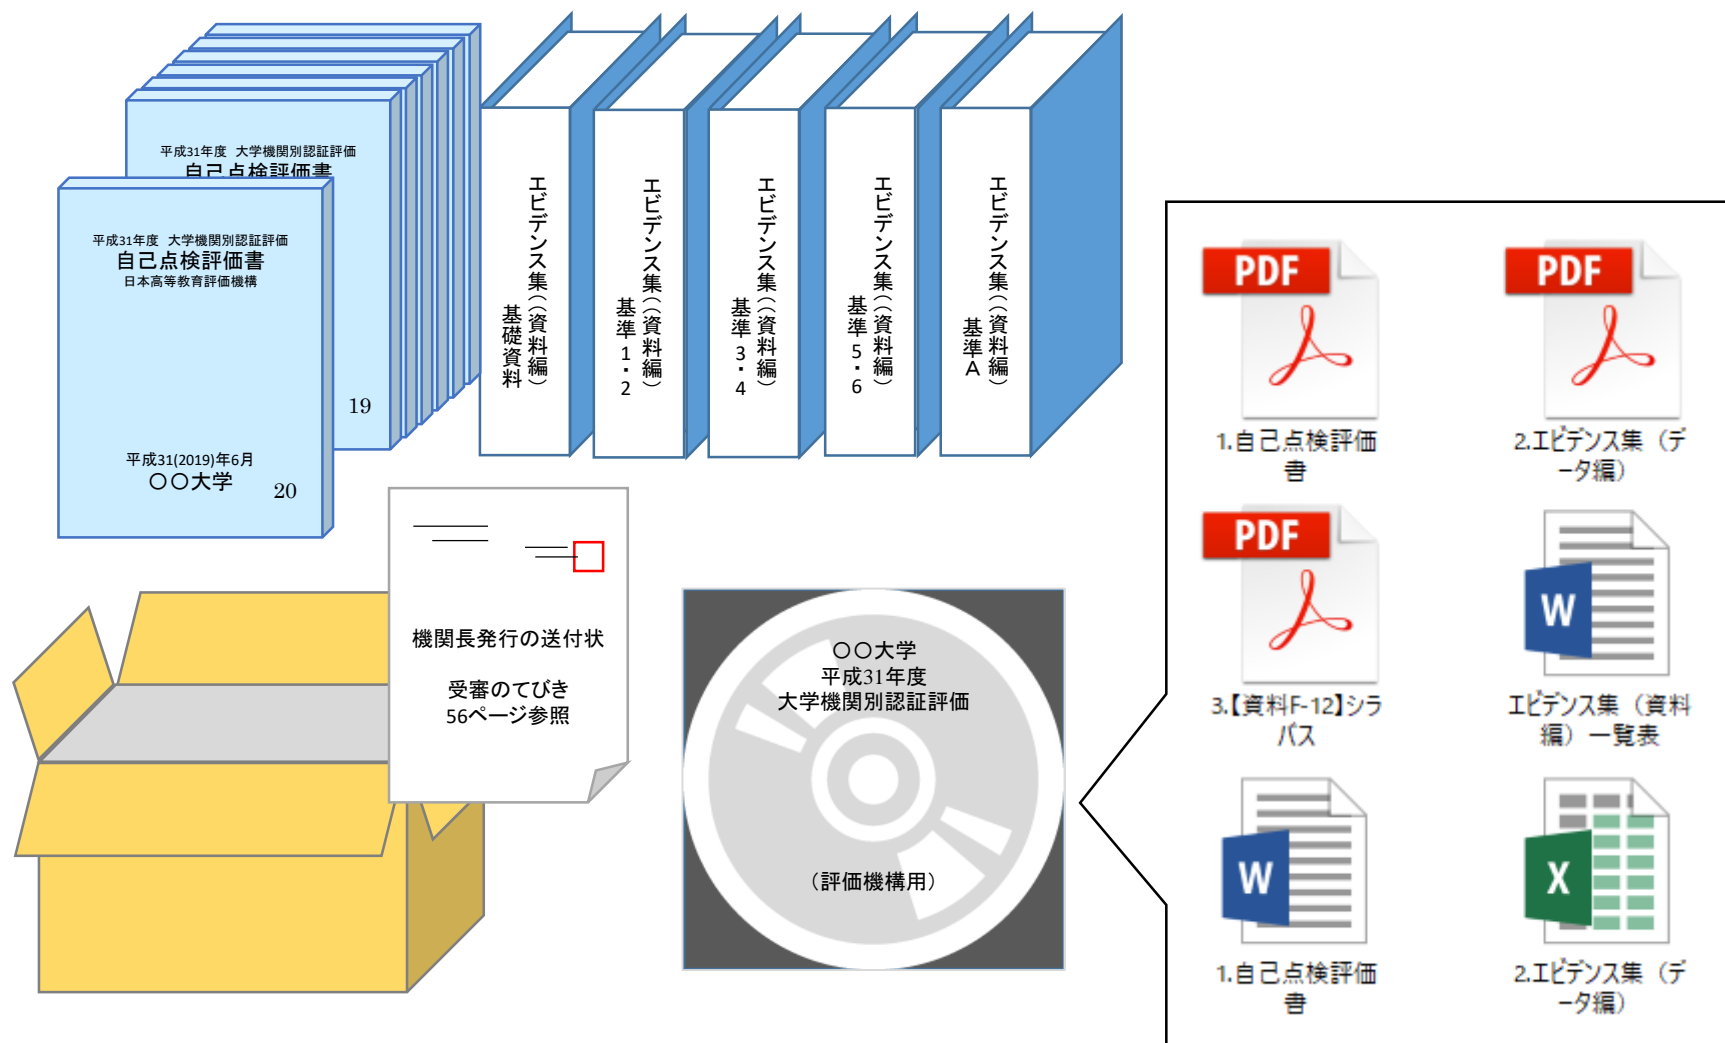 平成31年度 大学機関別認証評価
自己点検評価書
19
平成31年度 大学機関別認証評価
自己点検評価書
日本高等教育評価機構
平成31(2019)年6月
〇〇大学
20
エビデンス集((資料編)
基礎資料
エビデンス集((資料編)
基準1・2
エビデンス集((資料編)
基準3・4
エビデンス集((資料編)
基準5・6
エビデンス集((資料編)
基準A
機関長発行の送付状
受審のてびき
56ページ参照
〇〇大学
平成31年度
大学機関別認証評価
(評価機構用)
PDF
1.自己点検評価
書
PDF
2.エビデンス集(デ
ータ編)
PDF
3.【資料F-12】シラ
バス
W
エビデンス集(資料
編)一覧表
W
1.自己点検評価
書
X
2.エビデンス集(デ
ータ編)